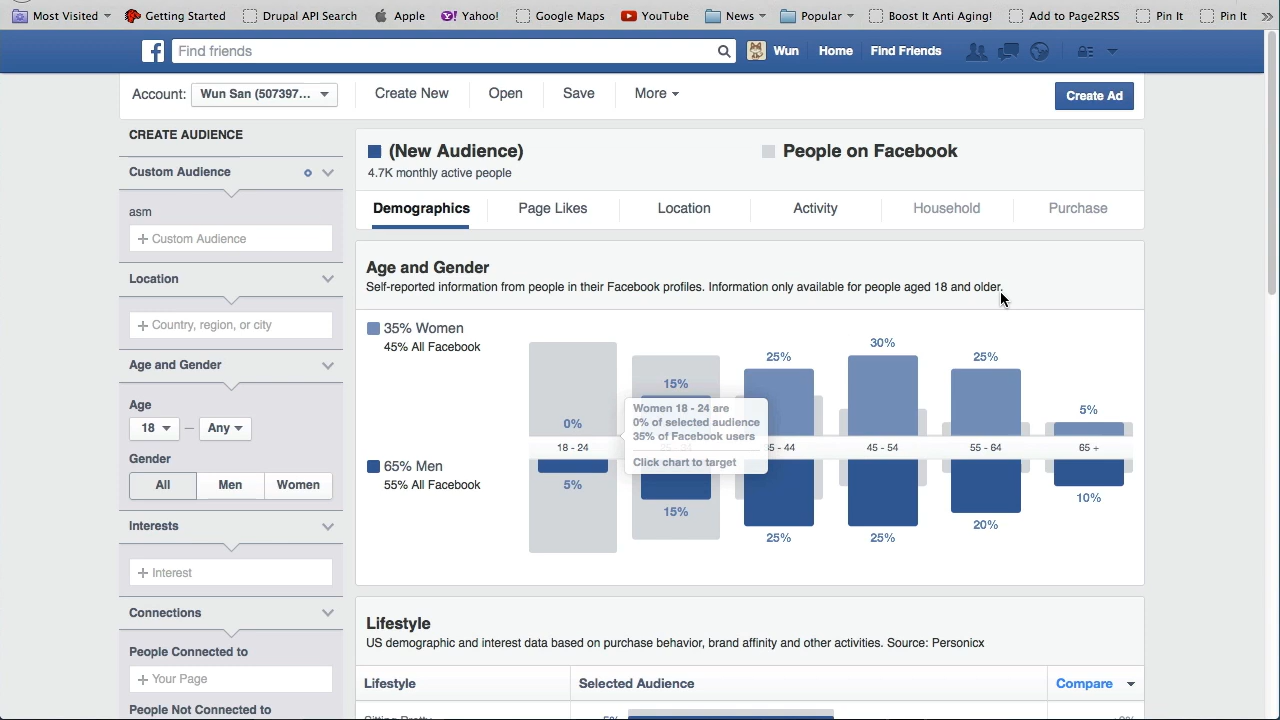 Most Visited Getting Started Drupal API Search Apple Yahoo! Google Maps YouTube News Popular Boost It Anti Aging! Add to Page2RSS Pin It Pin It »
Find friends Wun Home Find Friends
Account: Wun San (507397... Create New Open Save More Create Ad
CREATE AUDIENCE
Custom Audience
asm
+ Custom Audience
Location
+ Country, region, or city
Age and Gender
Age
18 — Any
Gender
All Men Women
Interests
+ Interest
Connections
People Connected to
+ Your Page
People Not Connected to
(New Audience) People on Facebook
4.7K monthly active people
Demographics Page Likes Location Activity Household Purchase
Age and Gender
Self-reported information from people in their Facebook profiles. Information only available for people aged 18 and older.
35% Women
45% All Facebook
65% Men
55% All Facebook
0% 15% 25% 30% 25% 5%
Women 18 - 24 are
0% of selected audience
35% of Facebook users
Click chart to target
18 - 24 45 - 54 55 - 64 65 +
5% 15% 25% 25% 20% 10%
Lifestyle
US demographic and interest data based on purchase behavior, brand affinity and other activities. Source: Personicx
Lifestyle Selected Audience Compare